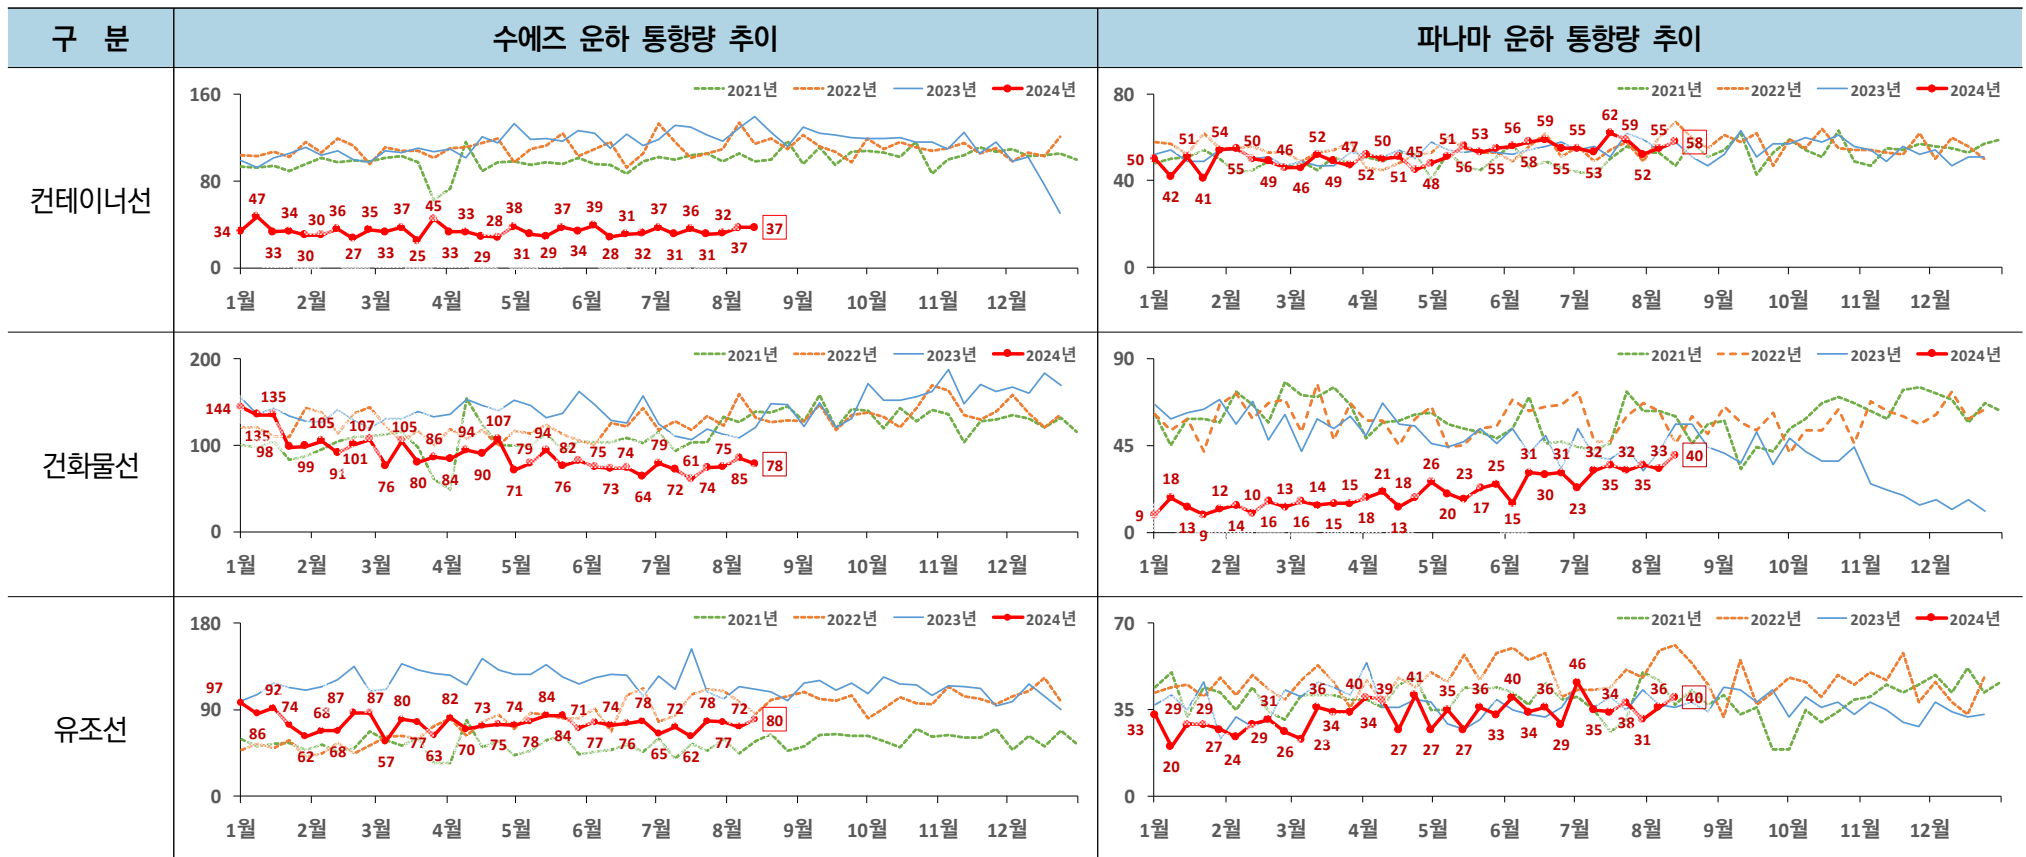 구 분
수에즈 운하 통항량 추이
파나마 운하 통항량 추이
컨테이너선
2021년 2022년 2023년 2024년
160
80
0
34 47 33 34 30 30 36 27 35 33 37 25 45 33 33 29 28 38 31 29 37 34 39 28 31 32 37 31 36 31 32 37 37
1월 2월 3월 4월 5월 6월 7월 8월 9월 10월 11월 12월
2021년 2022년 2023년 2024년
80
40
0
50 42 51 41 54 55 50 49 46 46 52 49 47 52 50 51 45 48 51 56 53 55 56 58 59 55 55 53 62 59 52 55 58
1월 2월 3월 4월 5월 6월 7월 8월 9월 10월 11월 12월
건화물선
2021년 2022년 2023년 2024년
200
100
0
144 135 135 98 99 105 91 101 107 76 105 80 86 84 94 90 107 71 79 94 76 82 75 73 74 64 79 72 61 74 75 85 78
1월 2월 3월 4월 5월 6월 7월 8월 9월 10월 11월 12월
2021년 2022년 2023년 2024년
90
45
0
9 18 13 9 12 14 10 16 13 16 14 15 15 18 21 13 18 26 20 23 17 25 15 31 30 31 23 32 35 32 35 33 40
1월 2월 3월 4월 5월 6월 7월 8월 9월 10월 11월 12월
유조선
2021년 2022년 2023년 2024년
180
90
0
97 86 92 74 62 68 68 87 87 57 80 77 63 82 70 73 75 74 78 84 84 71 77 74 76 78 65 72 62 78 77 72 80
1월 2월 3월 4월 5월 6월 7월 8월 9월 10월 11월 12월
2021년 2022년 2023년 2024년
70
35
0
33 20 29 29 27 24 29 31 26 23 36 34 34 40 39 27 41 27 35 27 36 33 40 34 36 29 46 35 34 38 31 36 40
1월 2월 3월 4월 5월 6월 7월 8월 9월 10월 11월 12월